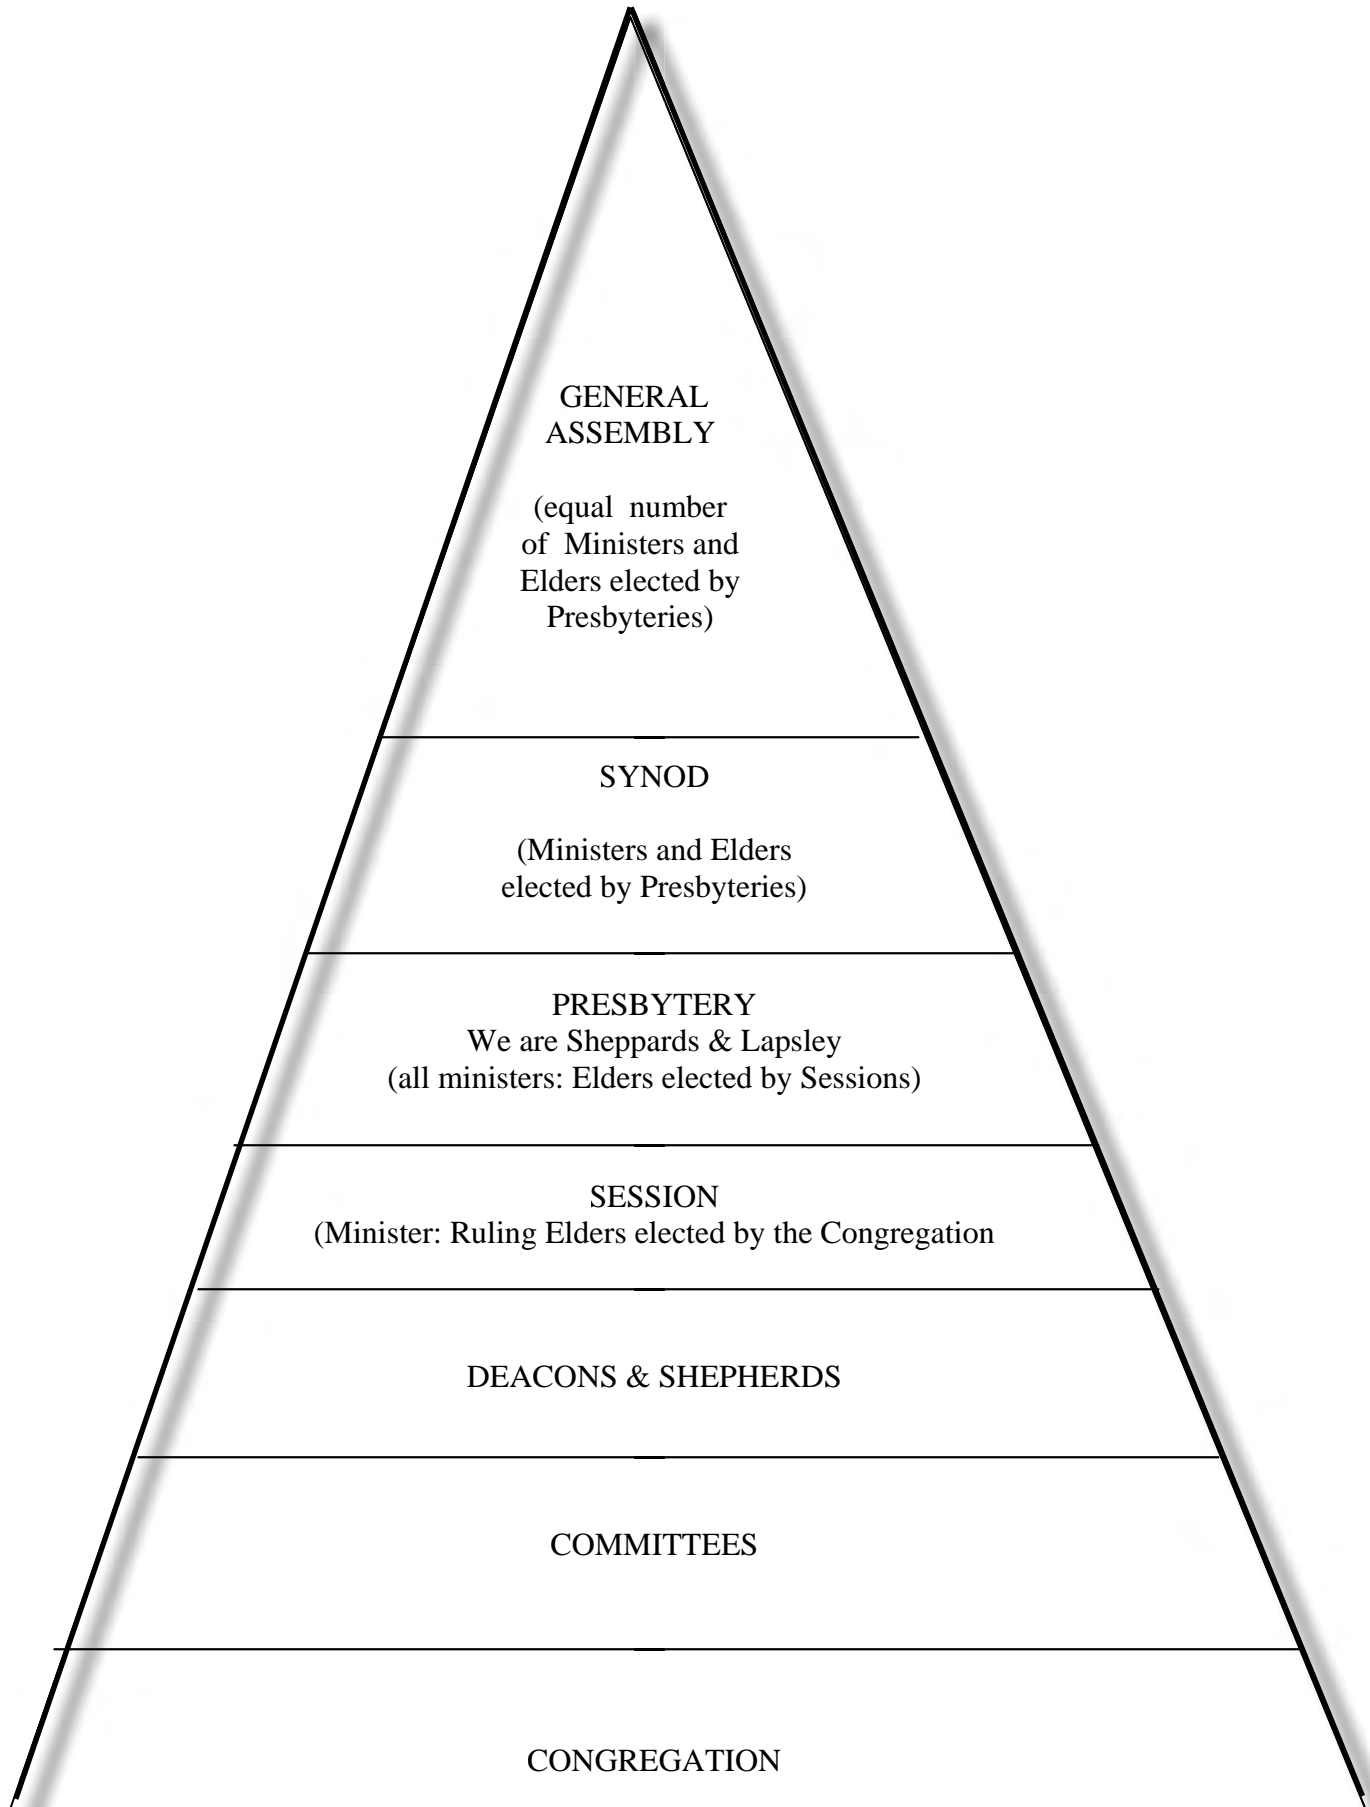 GENERAL
ASSEMBLY
(equal number
of Ministers and
Elders elected by
Presbyteries)
SYNOD
(Ministers and Elders
elected by Presbyteries)
PRESBYTERY
We are Sheppards & Lapsley
(all ministers: Elders elected by Sessions)
SESSION
(Minister: Ruling Elders elected by the Congregation
DEACONS & SHEPHERDS
COMMITTEES
CONGREGATION